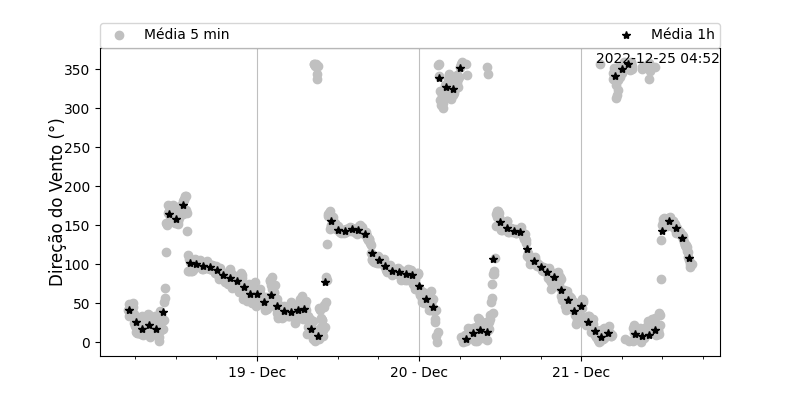 Média 5 min
Média 1h
2022-12-25 04:52
Direção do Vento (°)
350
300
250
200
150
100
50
0
19 - Dec
20 - Dec
21 - Dec